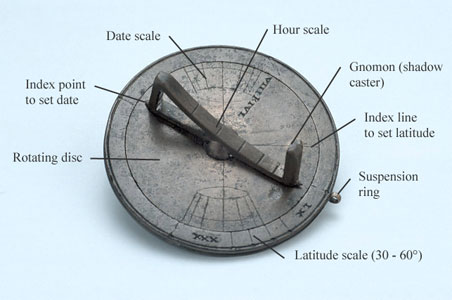 Date scale
Hour scale
Index point
to set date
Gnomon (shadow
caster)
Index line
to set latitude
Rotating disc
Suspension
ring
Latitude scale (30 - 60°)
XXX
LX